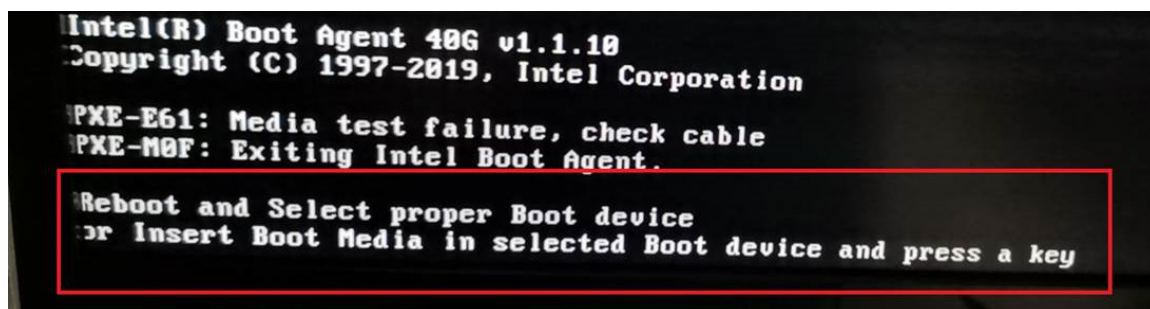 Intel(R) Boot Agent 40G v1.1.10
Copyright (C) 1997-2019, Intel Corporation
PXE-E61: Media test failure, check cable
PXE-M0F: Exiting Intel Boot Agent.
Reboot and Select proper Boot device
or Insert Boot Media in selected Boot device and press a key